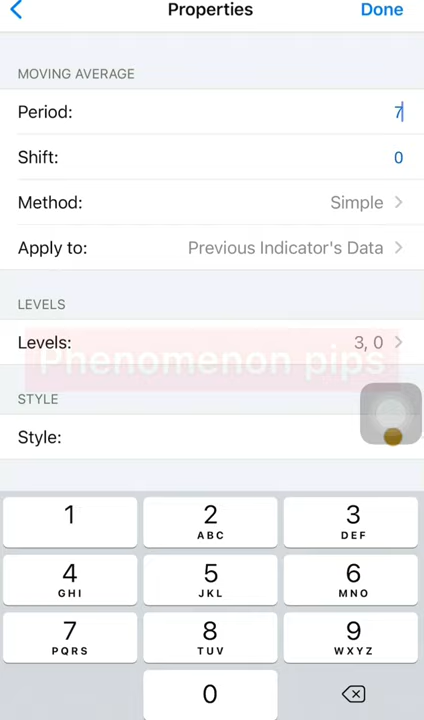 Properties
Done
MOVING AVERAGE
Period:
7
Shift:
0
Method:
Simple
Apply to:
Previous Indicator's Data
LEVELS
Levels:
3, 0
Phenomenon pips
STYLE
Style:
1
2
ABC
3
DEF
4
GHI
5
JKL
6
MNO
7
PQRS
8
TUV
9
WXYZ
0